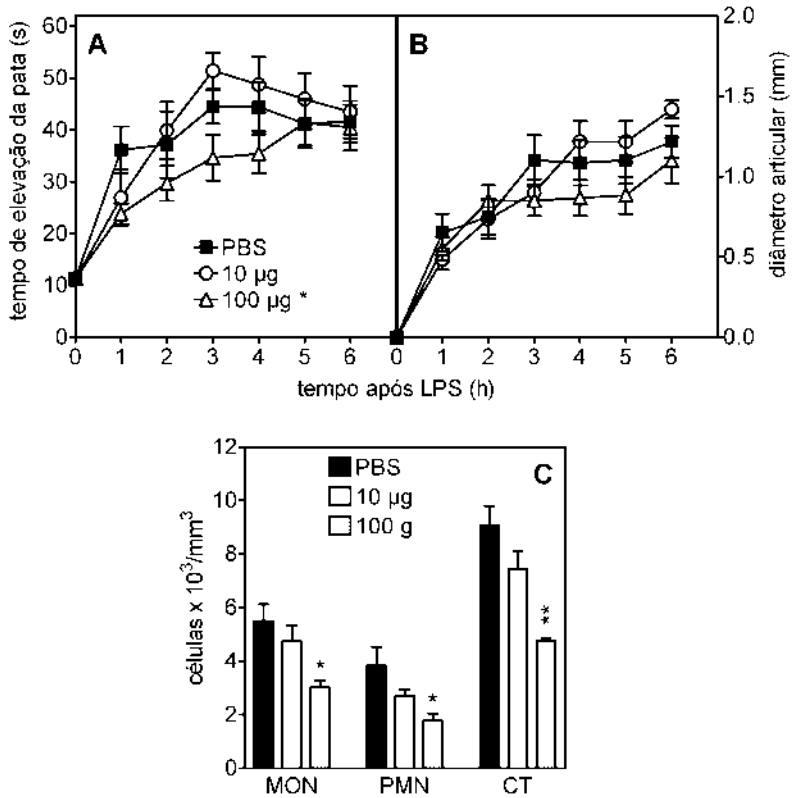 A
B
tempo de elevação da pata (s)
60
50
40
30
20
10
0
PBS
10 µg
100 µg *
0 1 2 3 4 5 6
0 1 2 3 4 5 6
tempo após LPS (h)
2.0
1.5
1.0
0.5
0.0
diâmetro articular (mm)
C
células x 10³/mm³
12
10
8
6
4
2
0
PBS
10 µg
100 g
*
*
**
MON PMN CT